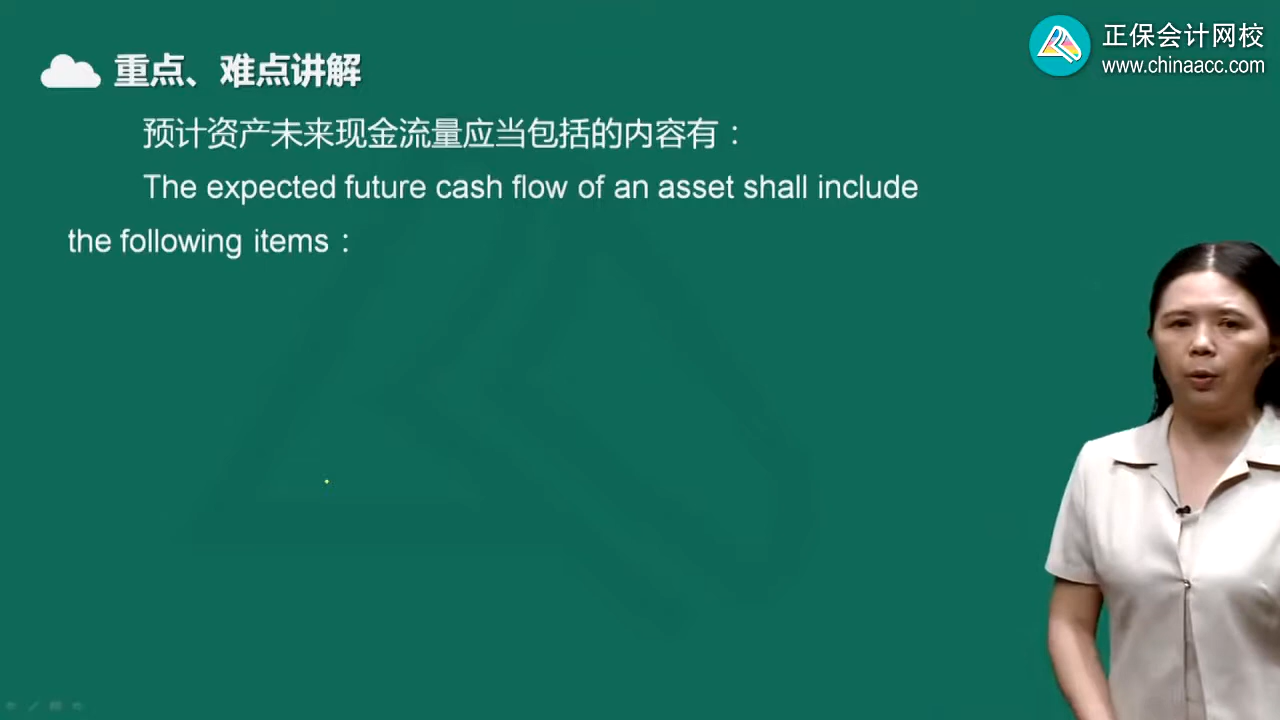 正保会计网校
www.chinaacc.com
重点、难点讲解
预计资产未来现金流量应当包括的内容有：
The expected future cash flow of an asset shall include
the following items：